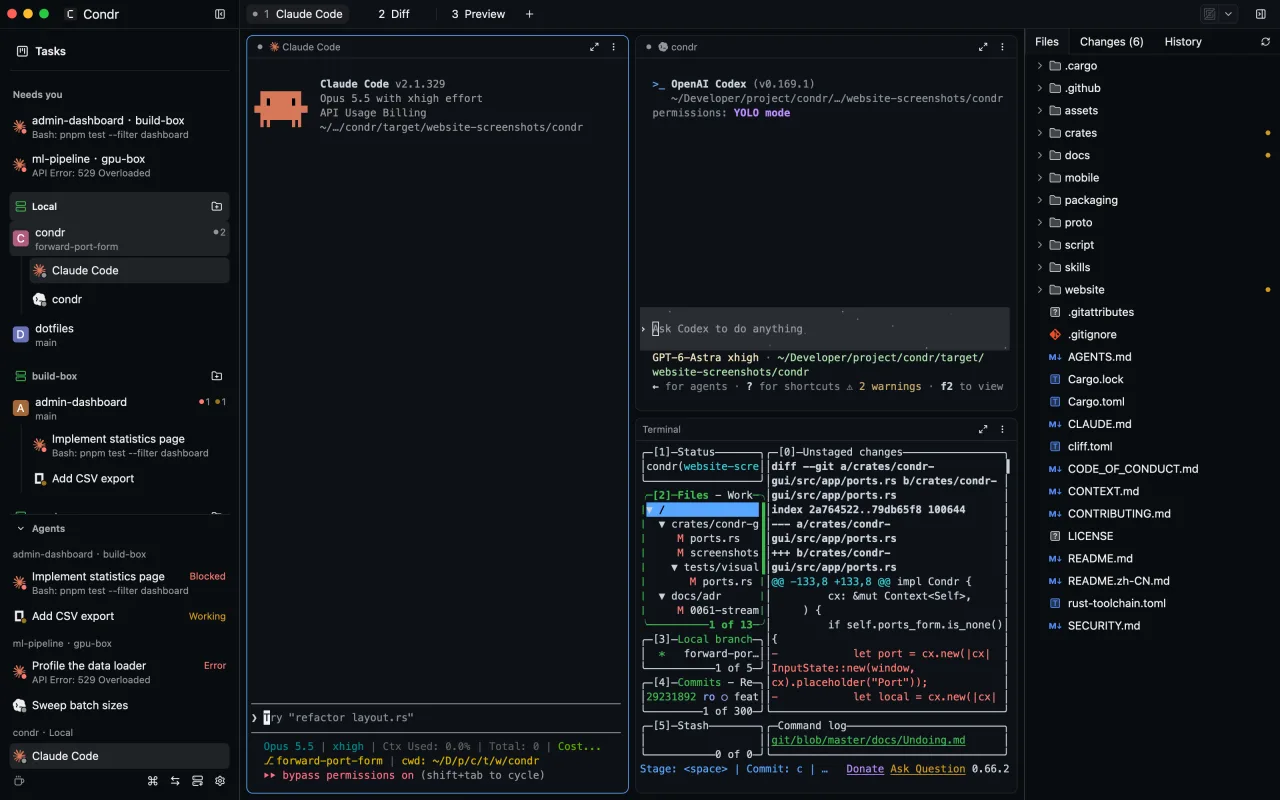 Condr
1 Claude Code
2 Diff
3 Preview
+
Tasks
Needs you
admin-dashboard · build-box
Bash: pnpm test --filter dashboard
ml-pipeline · gpu-box
API Error: 529 Overloaded
Local
C
condr
2
forward-port-form
Claude Code
condr
D
dotfiles
main
build-box
A
admin-dashboard
1
1
main
Implement statistics page
Bash: pnpm test --filter dashboard
Add CSV export
Agents
admin-dashboard · build-box
Implement statistics page
Blocked
Bash: pnpm test --filter dashboard
Add CSV export
Working
ml-pipeline · gpu-box
Profile the data loader
Error
API Error: 529 Overloaded
Sweep batch sizes
condr · Local
Claude Code
Claude Code
Claude Code v2.1.329
Opus 5.5 with xhigh effort
API Usage Billing
~/…/condr/target/website-screenshots/condr
❯ Try "refactor layout.rs"
Opus 5.5 | xhigh | Ctx Used: 0.0% | Total: 0 | Cost...
forward-port-form | cwd: ~/D/p/c/t/w/condr
bypass permissions on (shift+tab to cycle)
condr
>_ OpenAI Codex (v0.169.1)
~/Developer/project/condr/…/website-screenshots/condr
permissions: YOLO mode
› Ask Codex to do anything
GPT-6-Astra xhigh · ~/Developer/project/condr/target/
website-screenshots/condr
← for agents · ? for shortcuts ⚠ 2 warnings · f2 to view
Terminal
[1]-Status
condr(website-scre
[2]-Files - Work
▼ /
▼ crates/condr-g
M ports.rs
M screenshots
▼ tests/visual
M ports.rs
▼ docs/adr
M 0061-stream
1 of 13
[3]-Local branch
* forward-por…
1 of 5
[4]-Commits - Re
29231892 ro ○ feat
1 of 300
[5]-Stash
0 of 0
[0]-Unstaged changes
diff --git a/crates/condr-
gui/src/app/ports.rs b/crates/condr-
gui/src/app/ports.rs
index 2a764522..79db65f8 100644
--- a/crates/condr-
gui/src/app/ports.rs
+++ b/crates/condr-
gui/src/app/ports.rs
@@ -133,8 +133,8 @@ impl Condr {
cx: &mut Context<Self>,
) {
if self.ports_form.is_none()
{
- let port = cx.new(|cx|
InputState::new(window,
cx).placeholder("Port"));
- let local = cx.new(|cx|
Command log
git/blob/master/docs/Undoing.md
Stage: <space> | Commit: c | …
Donate Ask Question 0.66.2
Files
Changes (6)
History
.cargo
.github
assets
crates
docs
mobile
packaging
proto
script
skills
website
.gitattributes
.gitignore
AGENTS.md
Cargo.lock
Cargo.toml
CLAUDE.md
cliff.toml
CODE_OF_CONDUCT.md
CONTEXT.md
CONTRIBUTING.md
LICENSE
README.md
README.zh-CN.md
rust-toolchain.toml
SECURITY.md